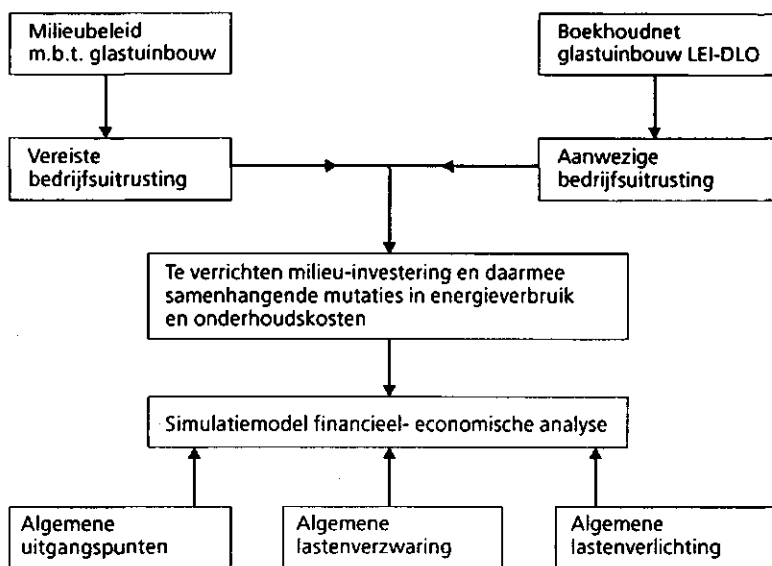 Milieubeleid
m.b.t. glastuinbouw
Boekhoudnet
glastuinbouw LEI-DLO
Vereiste
bedrijfsuitrusting
Aanwezige
bedrijfsuitrusting
Te verrichten milieu-investering en daarmee
samenhangende mutaties in energieverbruik
en onderhoudskosten
Simulatiemodel financieel- economische analyse
Algemene
uitgangspunten
Algemene
lastenverzwaring
Algemene
lastenverlichting